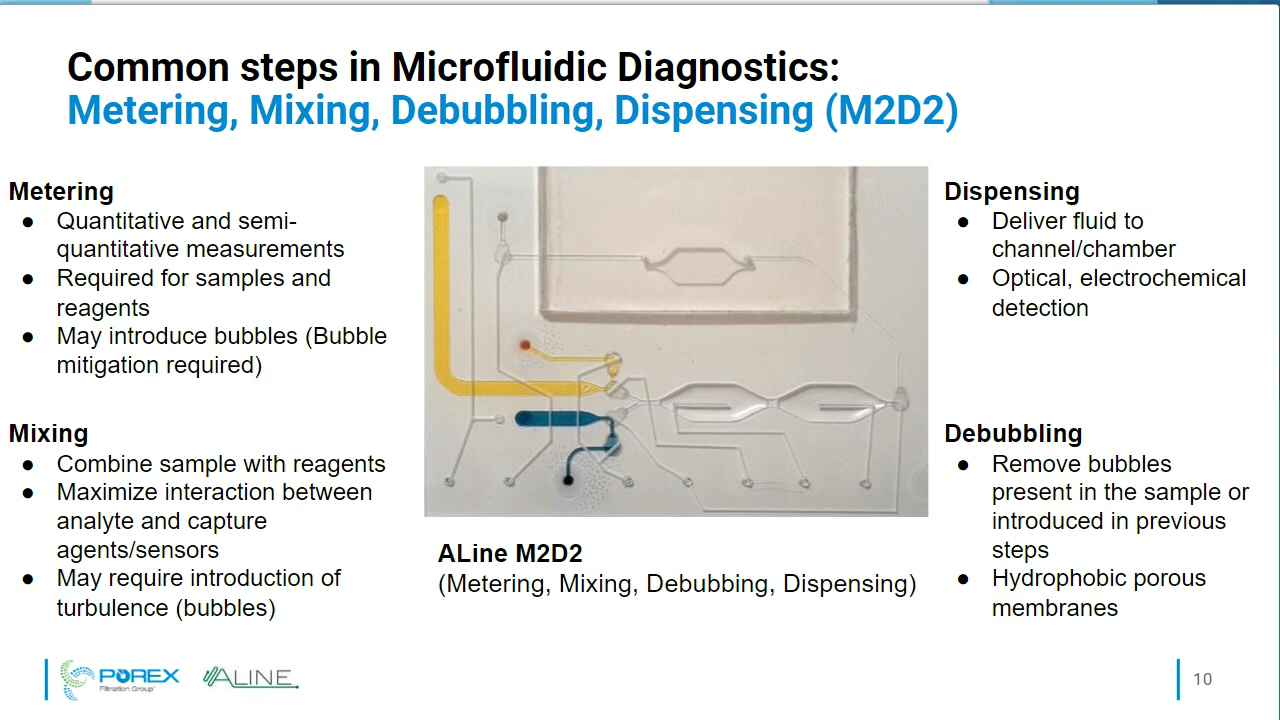 Common steps in Microfluidic Diagnostics:
Metering, Mixing, Debubbling, Dispensing (M2D2)
Metering
● Quantitative and semi-
quantitative measurements
● Required for samples and
reagents
● May introduce bubbles (Bubble
mitigation required)
Mixing
● Combine sample with reagents
● Maximize interaction between
analyte and capture
agents/sensors
● May require introduction of
turbulence (bubbles)
ALine M2D2
(Metering, Mixing, Debubbing, Dispensing)
Dispensing
● Deliver fluid to
channel/chamber
● Optical, electrochemical
detection
Debubbling
● Remove bubbles
present in the sample or
introduced in previous
steps
● Hydrophobic porous
membranes
POREX
Filtration Group
ALINE
10